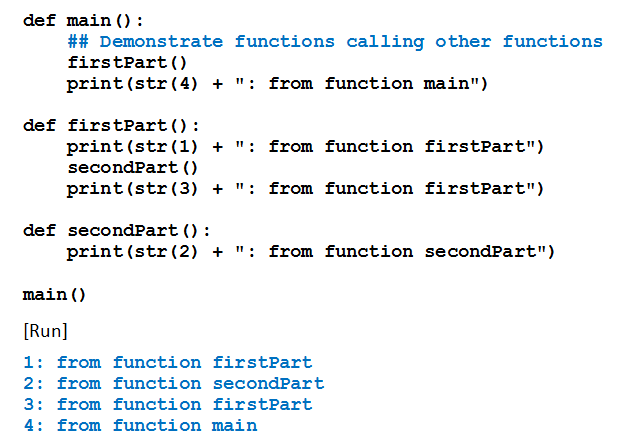 def main():
    ## Demonstrate functions calling other functions
    firstPart()
    print(str(4) + ": from function main")
def firstPart():
    print(str(1) + ": from function firstPart")
    secondPart()
    print(str(3) + ": from function firstPart")
def secondPart():
    print(str(2) + ": from function secondPart")
main()
[Run]
1: from function firstPart
2: from function secondPart
3: from function firstPart
4: from function main